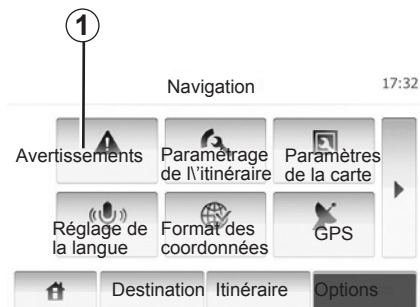 1
Navigation
17:32
Avertissements
Paramétrage
de l\'itinéraire
Paramètres
de la carte
Réglage de
la langue
Format des
coordonnées
GPS
Destination
Itinéraire
Options